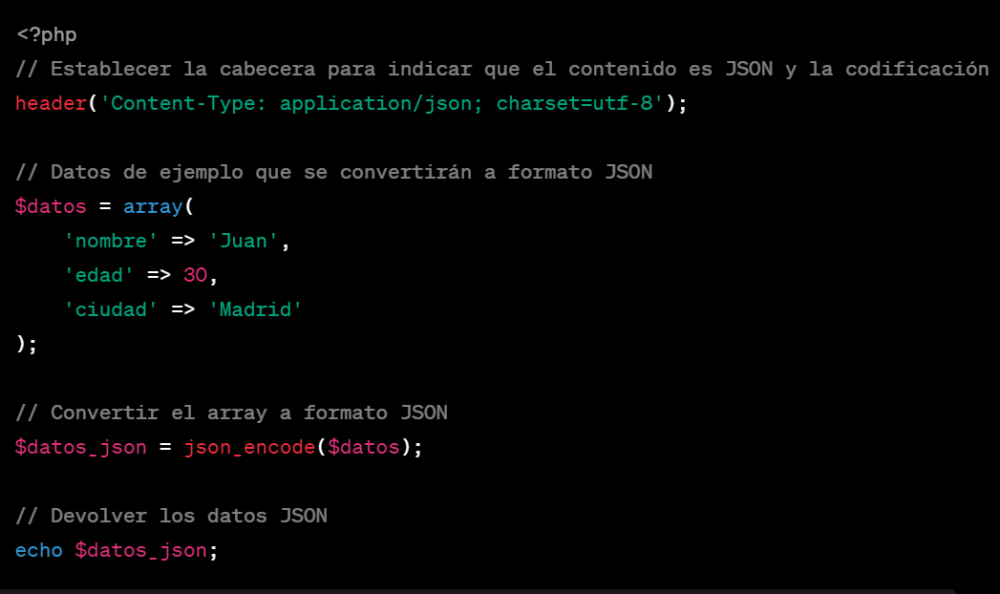 <?php
// Establecer la cabecera para indicar que el contenido es JSON y la codificación
header('Content-Type: application/json; charset=utf-8');
// Datos de ejemplo que se convertirán a formato JSON
$datos = array(
    'nombre' => 'Juan',
    'edad' => 30,
    'ciudad' => 'Madrid'
);
// Convertir el array a formato JSON
$datos_json = json_encode($datos);
// Devolver los datos JSON
echo $datos_json;